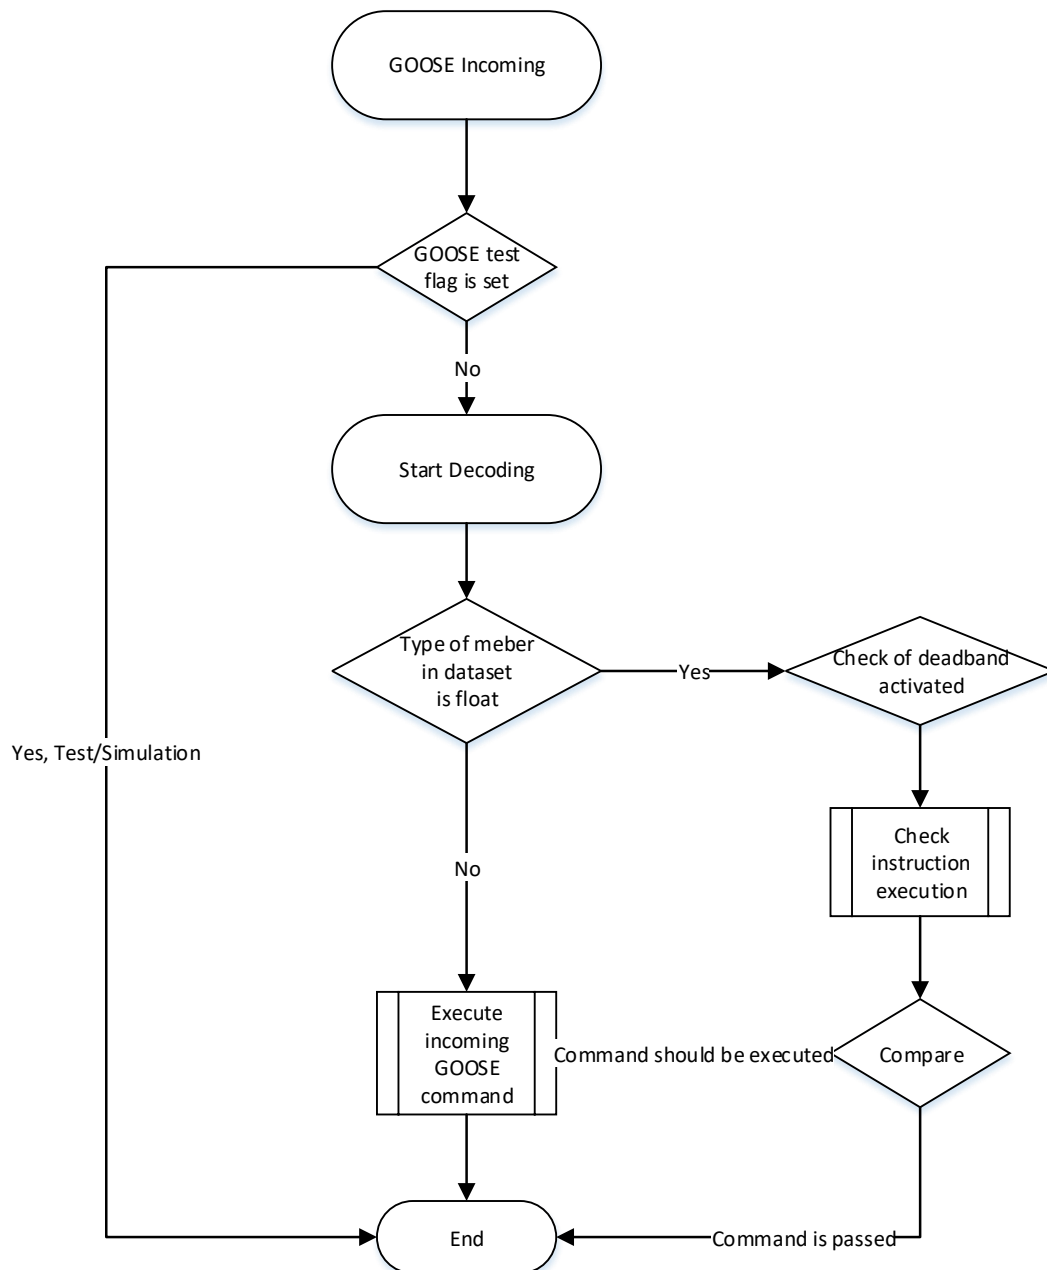 GOOSE Incoming
GOOSE test
flag is set
No
Start Decoding
Type of meber
in dataset
is float
Yes
Check of deadband
activated
Yes, Test/Simulation
No
Check
instruction
execution
Execute
incoming
GOOSE
command
Command should be executed
Compare
End
Command is passed